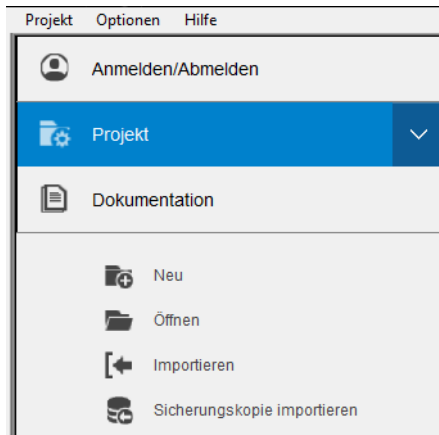 Projekt Optionen Hilfe
Anmelden/Abmelden
Projekt
Dokumentation
Neu
Öffnen
Importieren
Sicherungskopie importieren